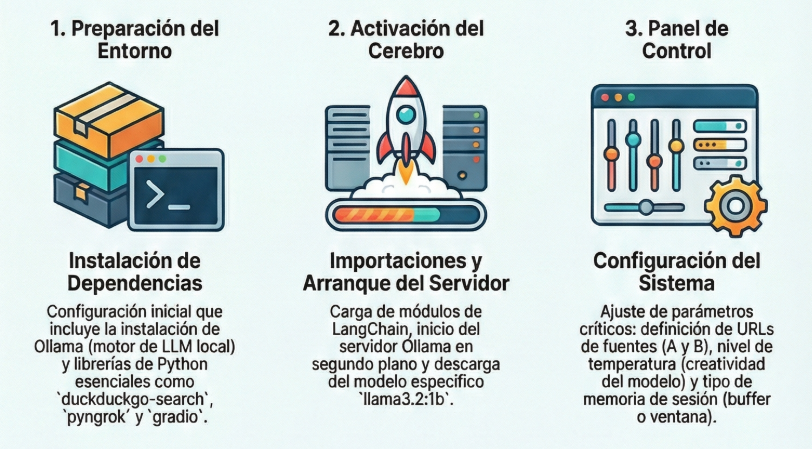 1. Preparación del
Entorno
Instalación de
Dependencias
Configuración inicial que
incluye la instalación de
Ollama (motor de LLM local)
y librerías de Python
esenciales como
`duckduckgo-search`,
`pyngrok´ y `gradio`.
2. Activación del
Cerebro
Importaciones y
Arranque del Servidor
Carga de módulos de
LangChain, inicio del
servidor Ollama en
segundo plano y descarga
del modelo especifico
`llama3.2:1b`.
3. Panel de
Control
Configuración del
Sistema
Ajuste de parámetros
críticos: definición de URLs
de fuentes (A y B), nivel de
temperatura (creatividad
del modelo) y tipo de
memoria de sesión (buffer
o ventana).